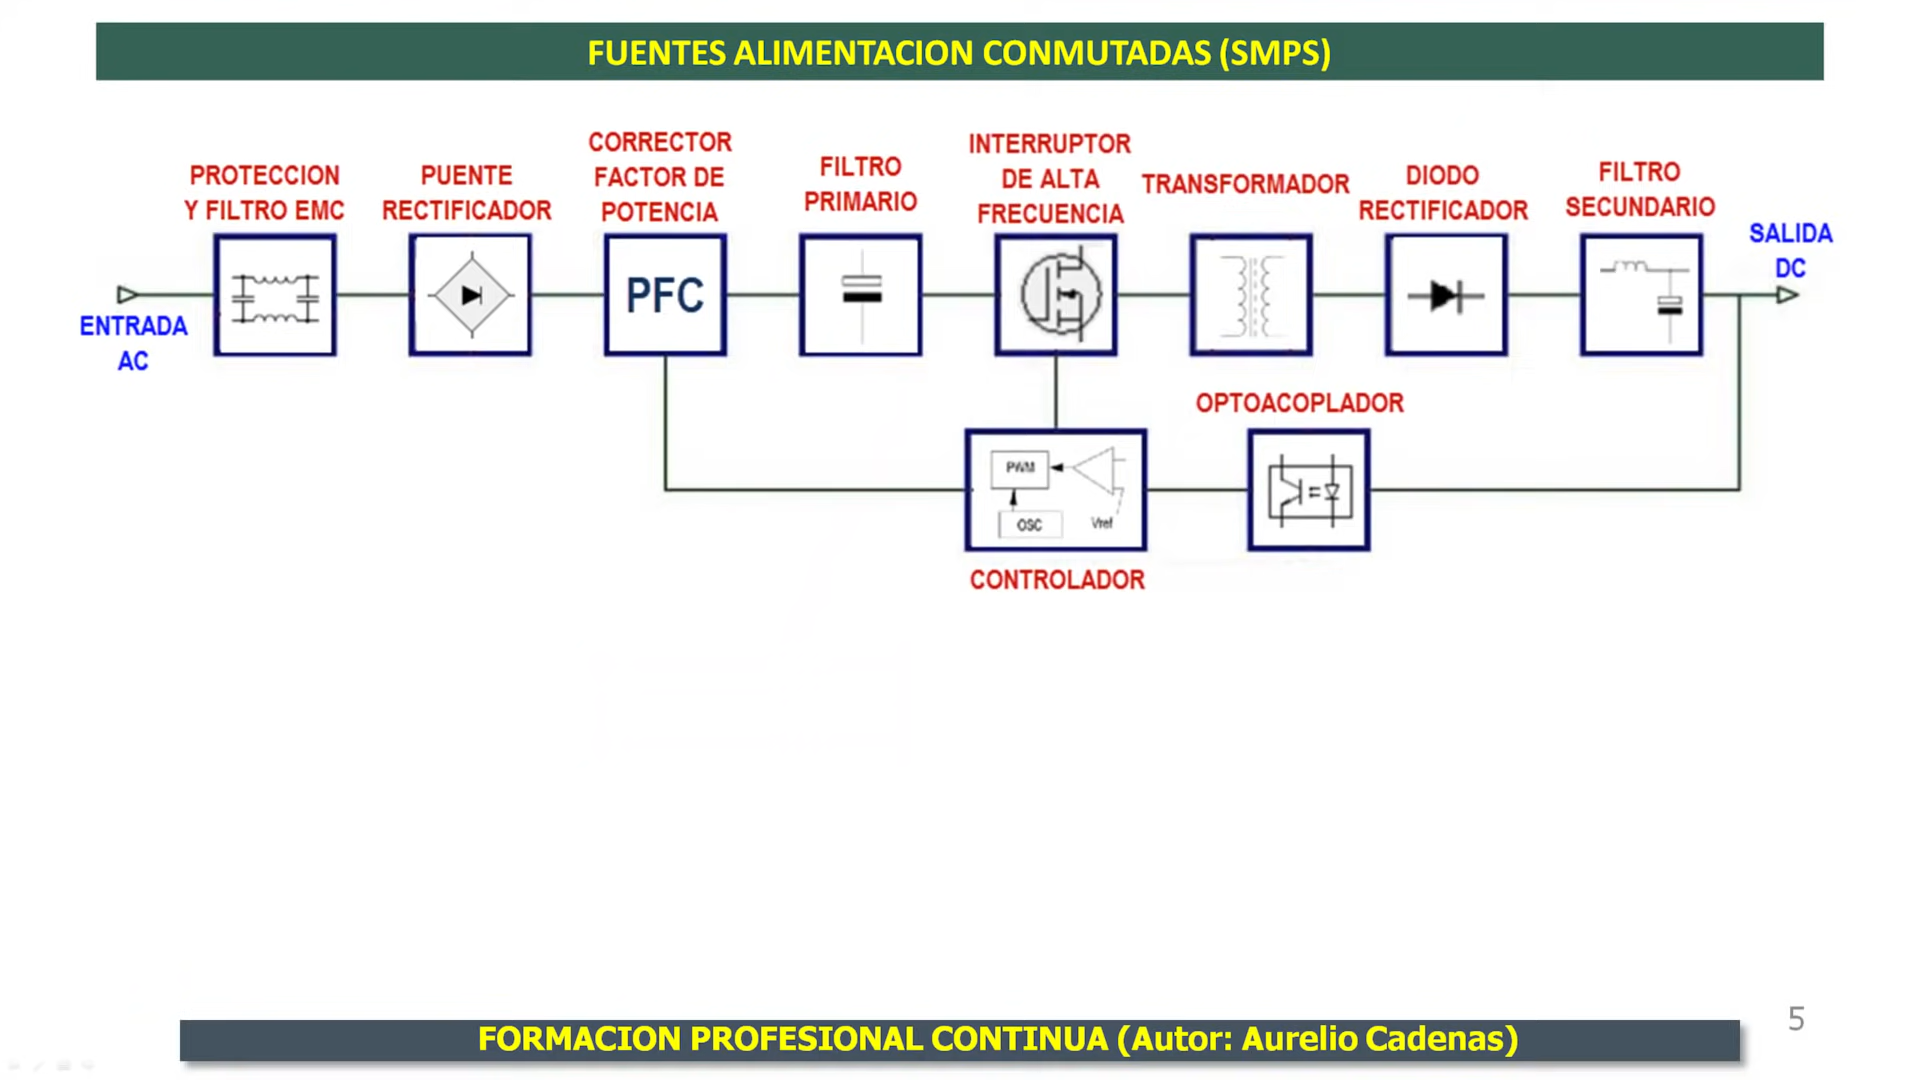 FUENTES ALIMENTACION CONMUTADAS (SMPS)
PROTECCION
Y FILTRO EMC
PUENTE
RECTIFICADOR
CORRECTOR
FACTOR DE
POTENCIA
FILTRO
PRIMARIO
INTERRUPTOR
DE ALTA
FRECUENCIA
TRANSFORMADOR
DIODO
RECTIFICADOR
FILTRO
SECUNDARIO
SALIDA
DC
ENTRADA
AC
PFC
OPTOACOPLADOR
PWM
OSC
Vref
CONTROLADOR
FORMACION PROFESIONAL CONTINUA (Autor: Aurelio Cadenas)
5